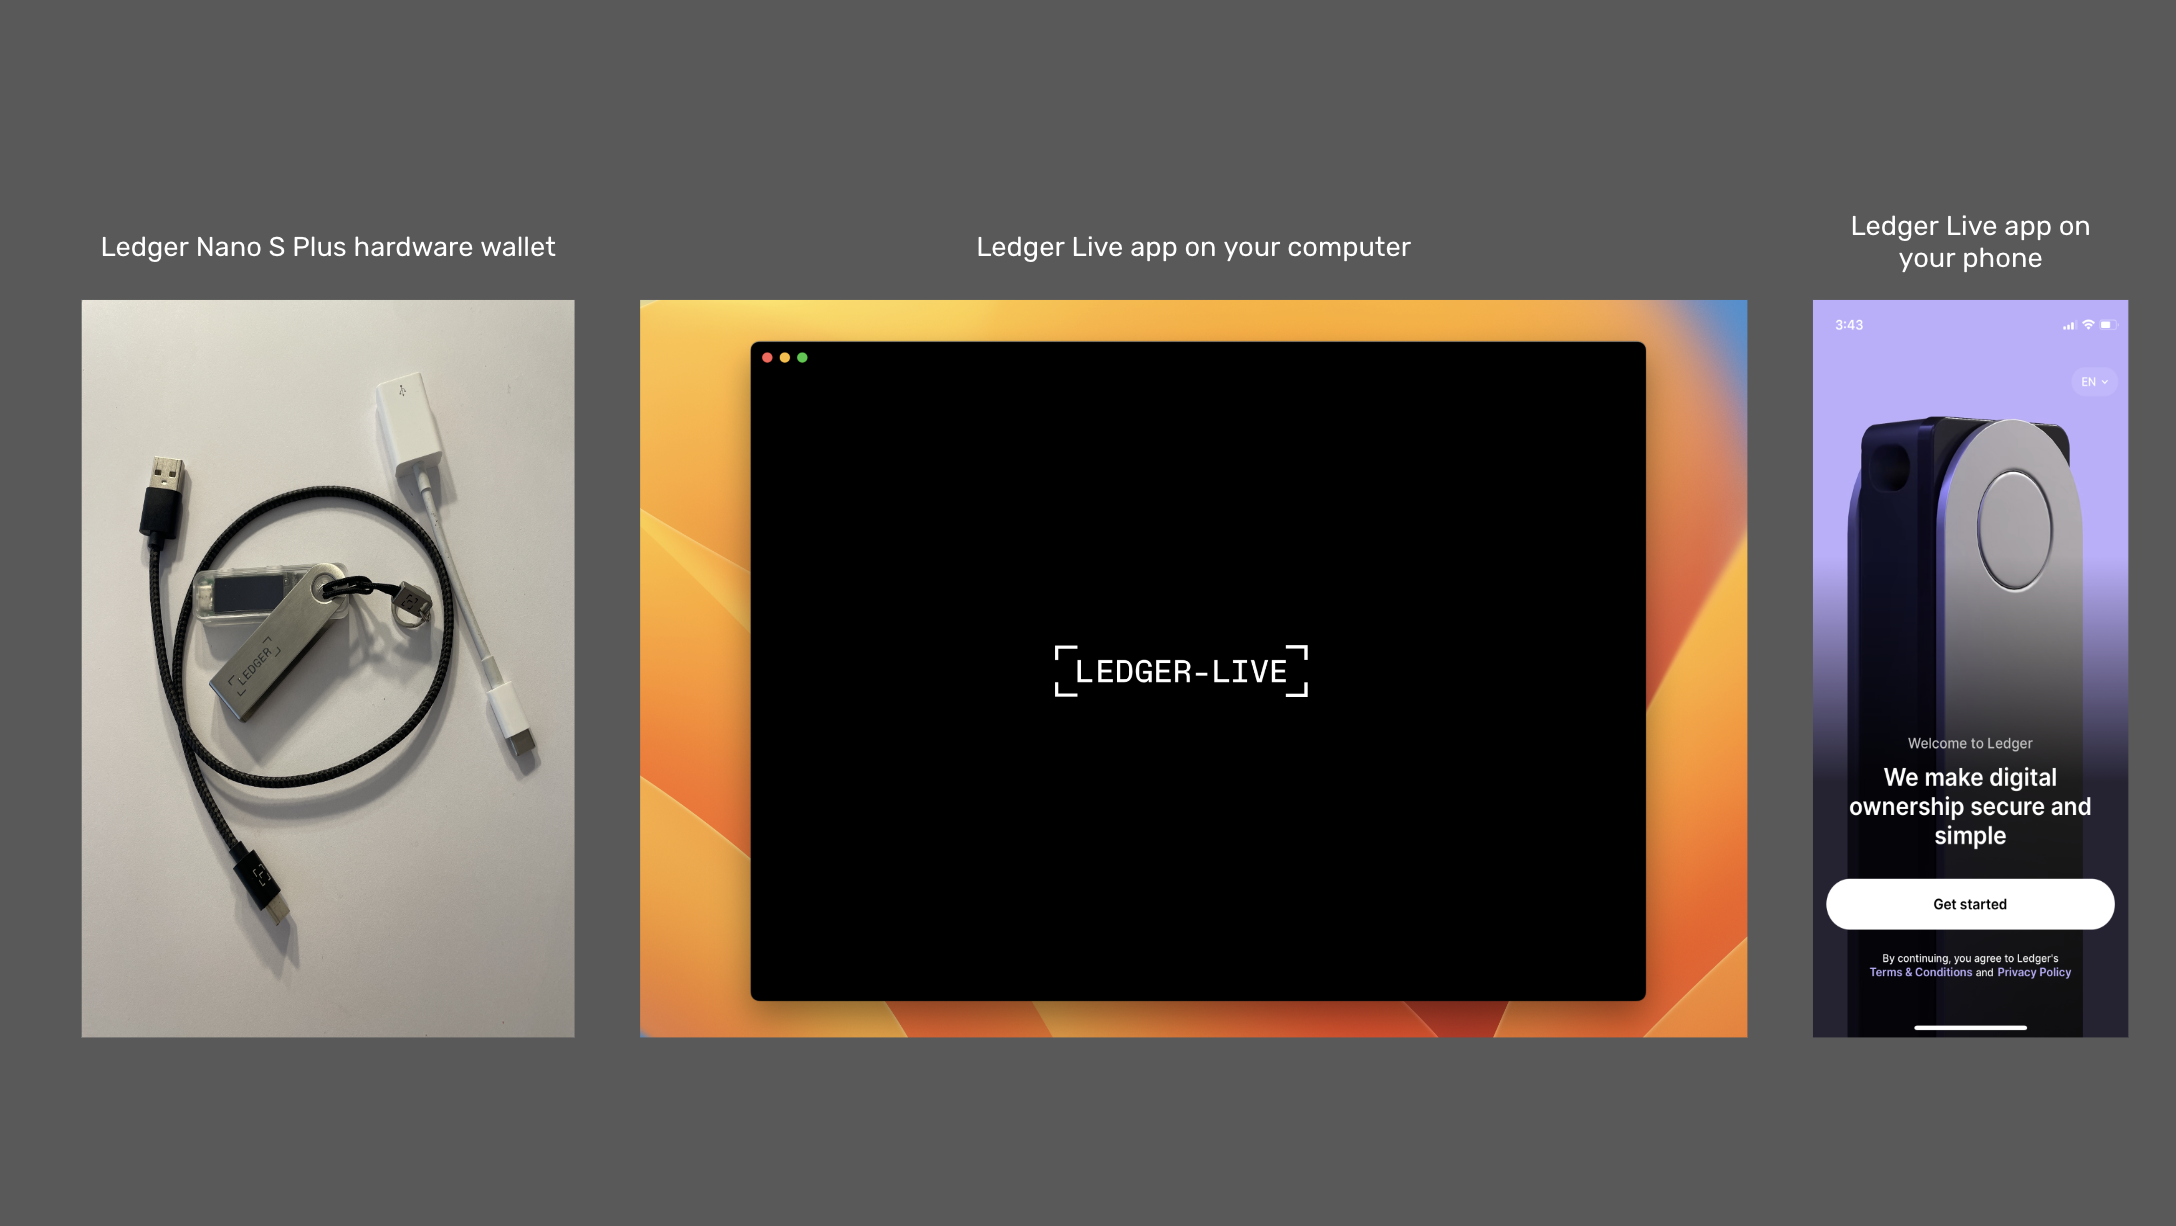 Ledger Nano S Plus hardware wallet
LEDGER
Ledger Live app on your computer
LEDGER-LIVE
Ledger Live app on
your phone
3:43
EN
Welcome to Ledger
We make digital
ownership secure and
simple
Get started
By continuing, you agree to Ledger's
Terms & Conditions and Privacy Policy